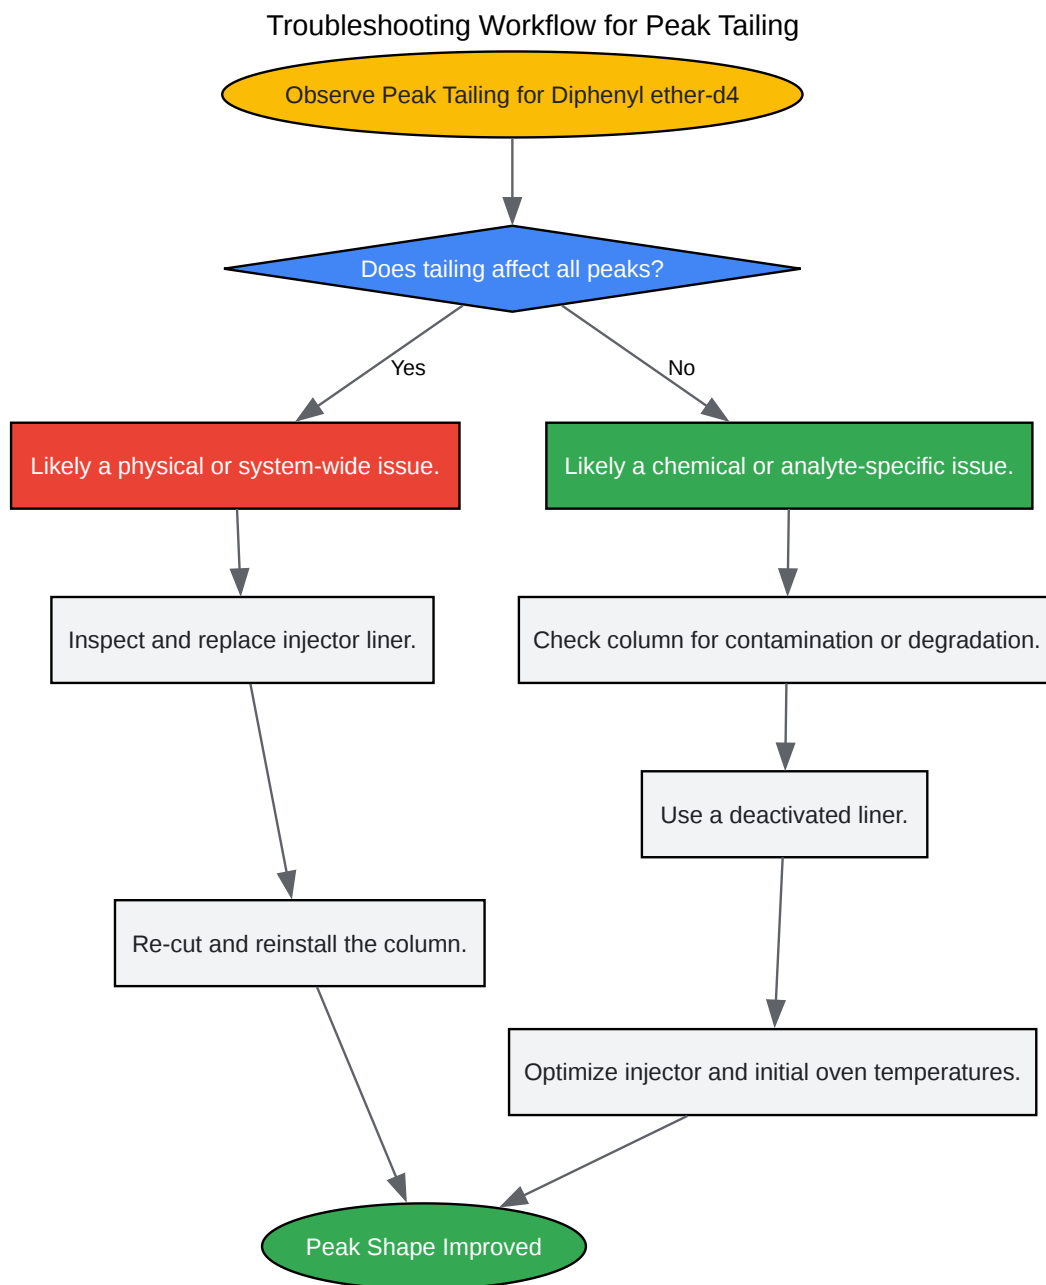 Troubleshooting Workflow for Peak Tailing
Observe Peak Tailing for Diphenyl ether-d4
Does tailing affect all peaks?
Yes
No
Likely a physical or system-wide issue.
Likely a chemical or analyte-specific issue.
Inspect and replace injector liner.
Check column for contamination or degradation.
Use a deactivated liner.
Re-cut and reinstall the column.
Optimize injector and initial oven temperatures.
Peak Shape Improved